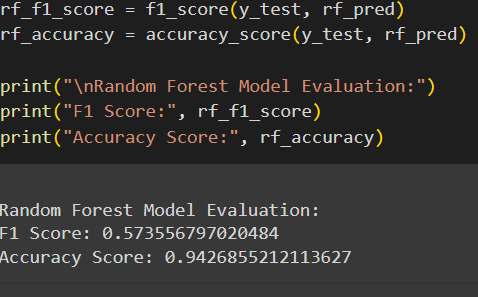 rf_f1_score = f1_score(y_test, rf_pred)
rf_accuracy = accuracy_score(y_test, rf_pred)
print("\nRandom Forest Model Evaluation:")
print("F1 Score:", rf_f1_score)
print("Accuracy Score:", rf_accuracy)
Random Forest Model Evaluation:
F1 Score: 0.573556797020484
Accuracy Score: 0.9426855212113627